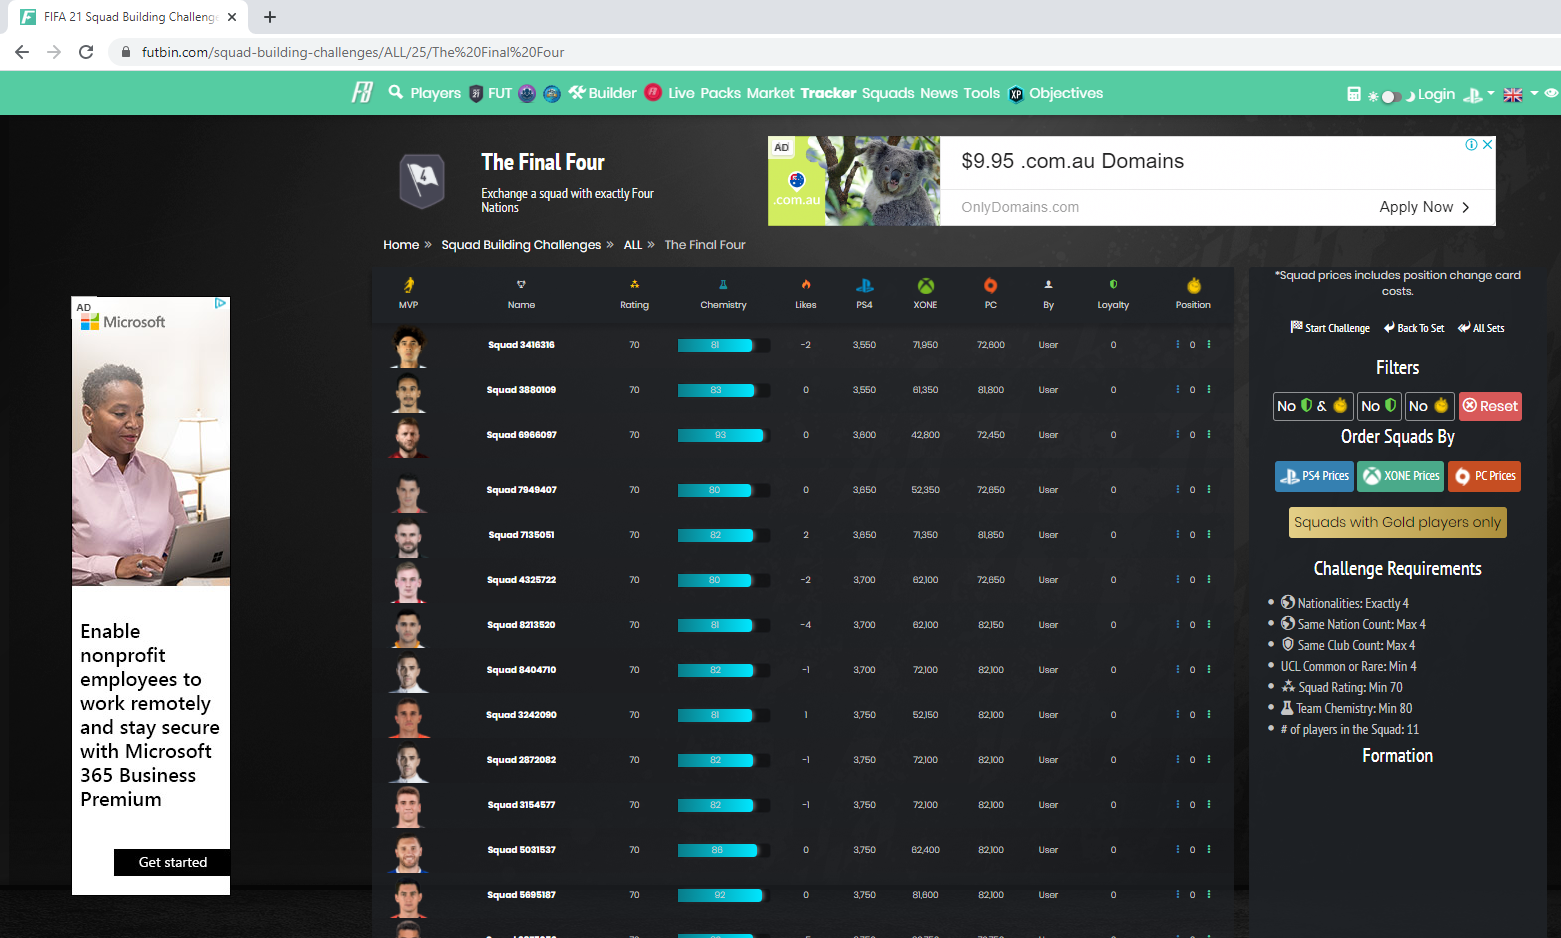 FIFA 21 Squad Building Challenge
futbin.com/squad-building-challenges/ALL/25/The%20Final%20Four
Players FUT Builder Live Packs Market Tracker Squads News Tools XP Objectives Login
4
The Final Four
Exchange a squad with exactly Four
Nations
AD
.com.au
$9.95 .com.au Domains
OnlyDomains.com
Apply Now
Home » Squad Building Challenges » ALL » The Final Four
MVP Name Rating Chemistry Likes PS4 XONE PC By Loyalty Position
Squad 3416316 70 81 -2 3,550 71,950 72,600 User 0 0
Squad 3880109 70 83 0 3,550 61,350 81,800 User 0 0
Squad 6966097 70 93 0 3,600 42,800 72,450 User 0 0
Squad 7949407 70 80 0 3,650 52,350 72,650 User 0 0
Squad 7135051 70 82 2 3,650 71,350 81,850 User 0 0
Squad 4325722 70 80 -2 3,700 62,100 72,650 User 0 0
Squad 8213520 70 81 -4 3,700 62,100 82,150 User 0 0
Squad 8404710 70 82 -1 3,700 72,100 82,100 User 0 0
Squad 3242090 70 81 1 3,750 52,150 82,100 User 0 0
Squad 2872082 70 82 -1 3,750 72,100 82,100 User 0 0
Squad 3154577 70 82 -1 3,750 72,100 82,100 User 0 0
Squad 5031537 70 86 0 3,750 62,400 82,100 User 0 0
Squad 5695187 70 92 0 3,750 81,600 82,100 User 0 0
*Squad prices includes position change card
costs.
Start Challenge Back To Set All Sets
Filters
No & No No Reset
Order Squads By
PS4 Prices XONE Prices PC Prices
Squads with Gold players only
Challenge Requirements
• Nationalities: Exactly 4
• Same Nation Count: Max 4
• Same Club Count: Max 4
• UCL Common or Rare: Min 4
• Squad Rating: Min 70
• Team Chemistry: Min 80
• # of players in the Squad: 11
Formation
AD
Microsoft
Enable
nonprofit
employees to
work remotely
and stay secure
with Microsoft
365 Business
Premium
Get started